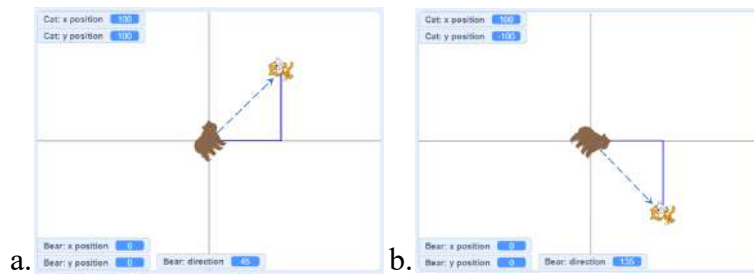 Cat: x position 100
Cat: y position 100
Bear: x position 0
Bear: y position 0
Bear: direction 45
a.
Cat: x position 100
Cat: y position -100
Bear: x position 0
Bear: y position 0
Bear: direction 135
b.